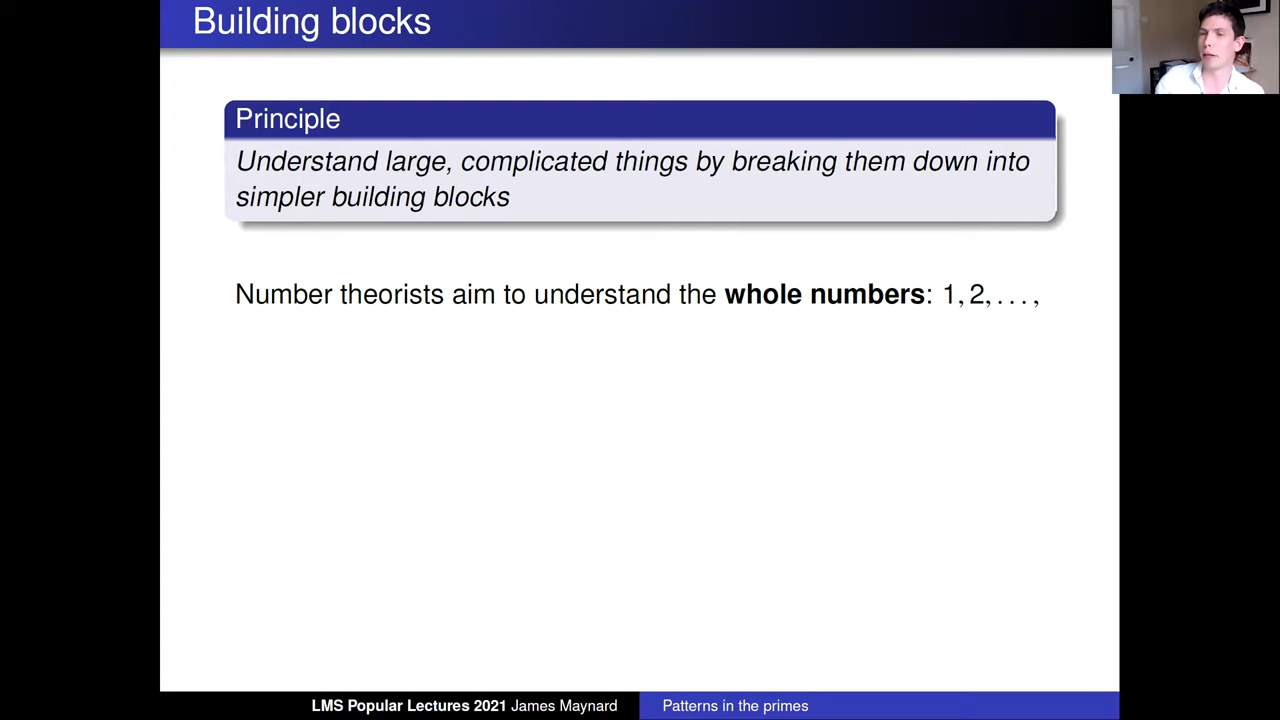 Building blocks
Principle
Understand large, complicated things by breaking them down into
simpler building blocks
Number theorists aim to understand the whole numbers: 1, 2, . . . ,
LMS Popular Lectures 2021 James Maynard
Patterns in the primes